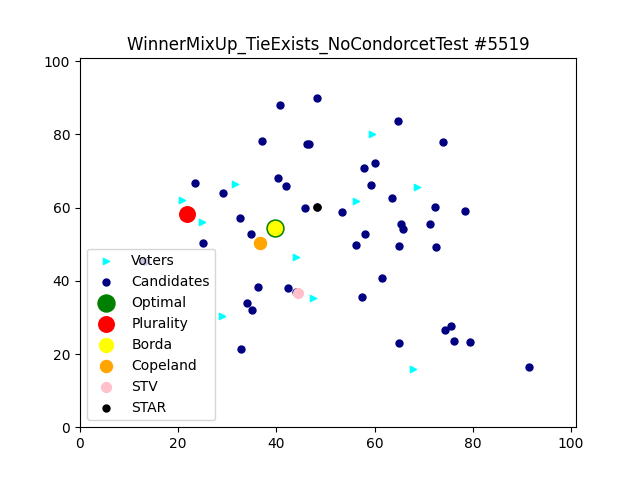 WinnerMixUp_TieExists_NoCondorcetTest #5519
100
80
60
40
20
0
Voters
Candidates
Optimal
Plurality
Borda
Copeland
STV
STAR
0 20 40 60 80 100